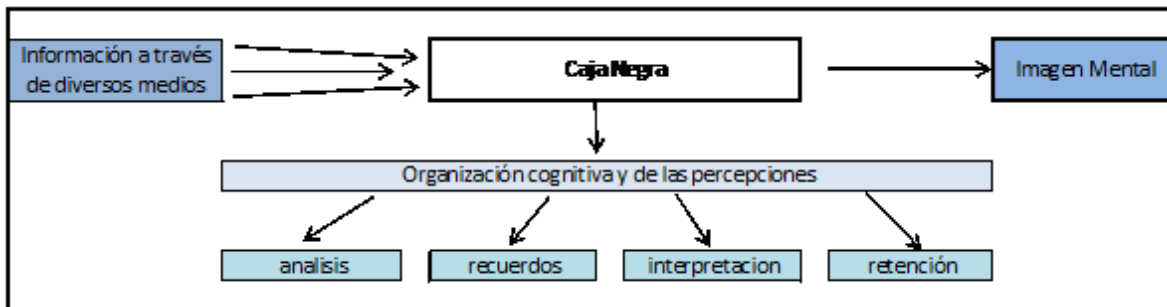 Información a través
de diversos medios
Caja Negra
Imagen Mental
Organización cognitiva y de las percepciones
analisis
recuerdos
interpretacion
retención